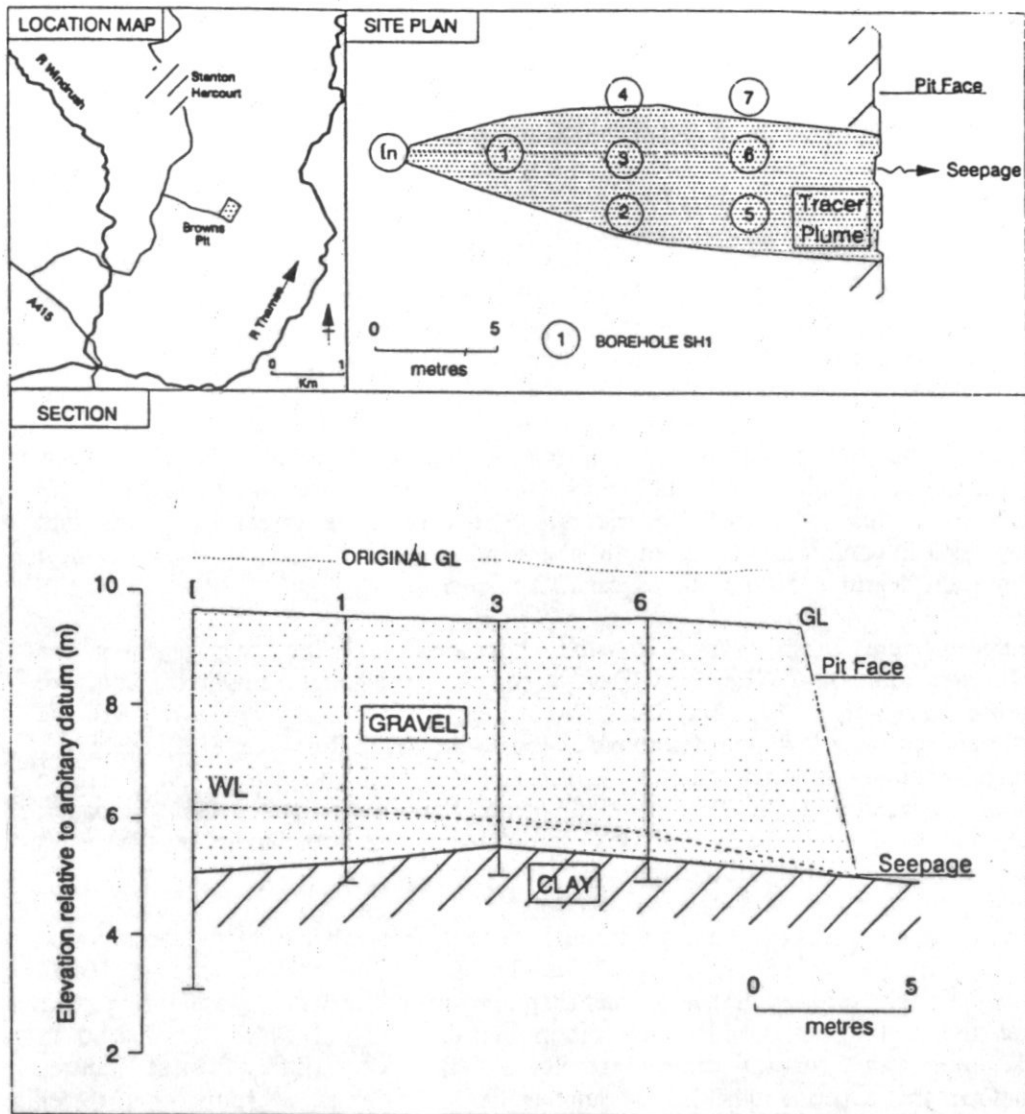 LOCATION MAP
R Windrush
Stanton
Harcourt
Browns
Pit
A415
R Thames
0 1
Km
SITE PLAN
4
7
Pit Face
In
1
3
6
Seepage
2
5
Tracer
Plume
0 5
metres
1 BOREHOLE SH1
SECTION
Elevation relative to arbitary datum (m)
10
8
6
4
2
ORIGINAL GL
I 1 3 6
GL
Pit Face
GRAVEL
WL
Seepage
CLAY
0 5
metres